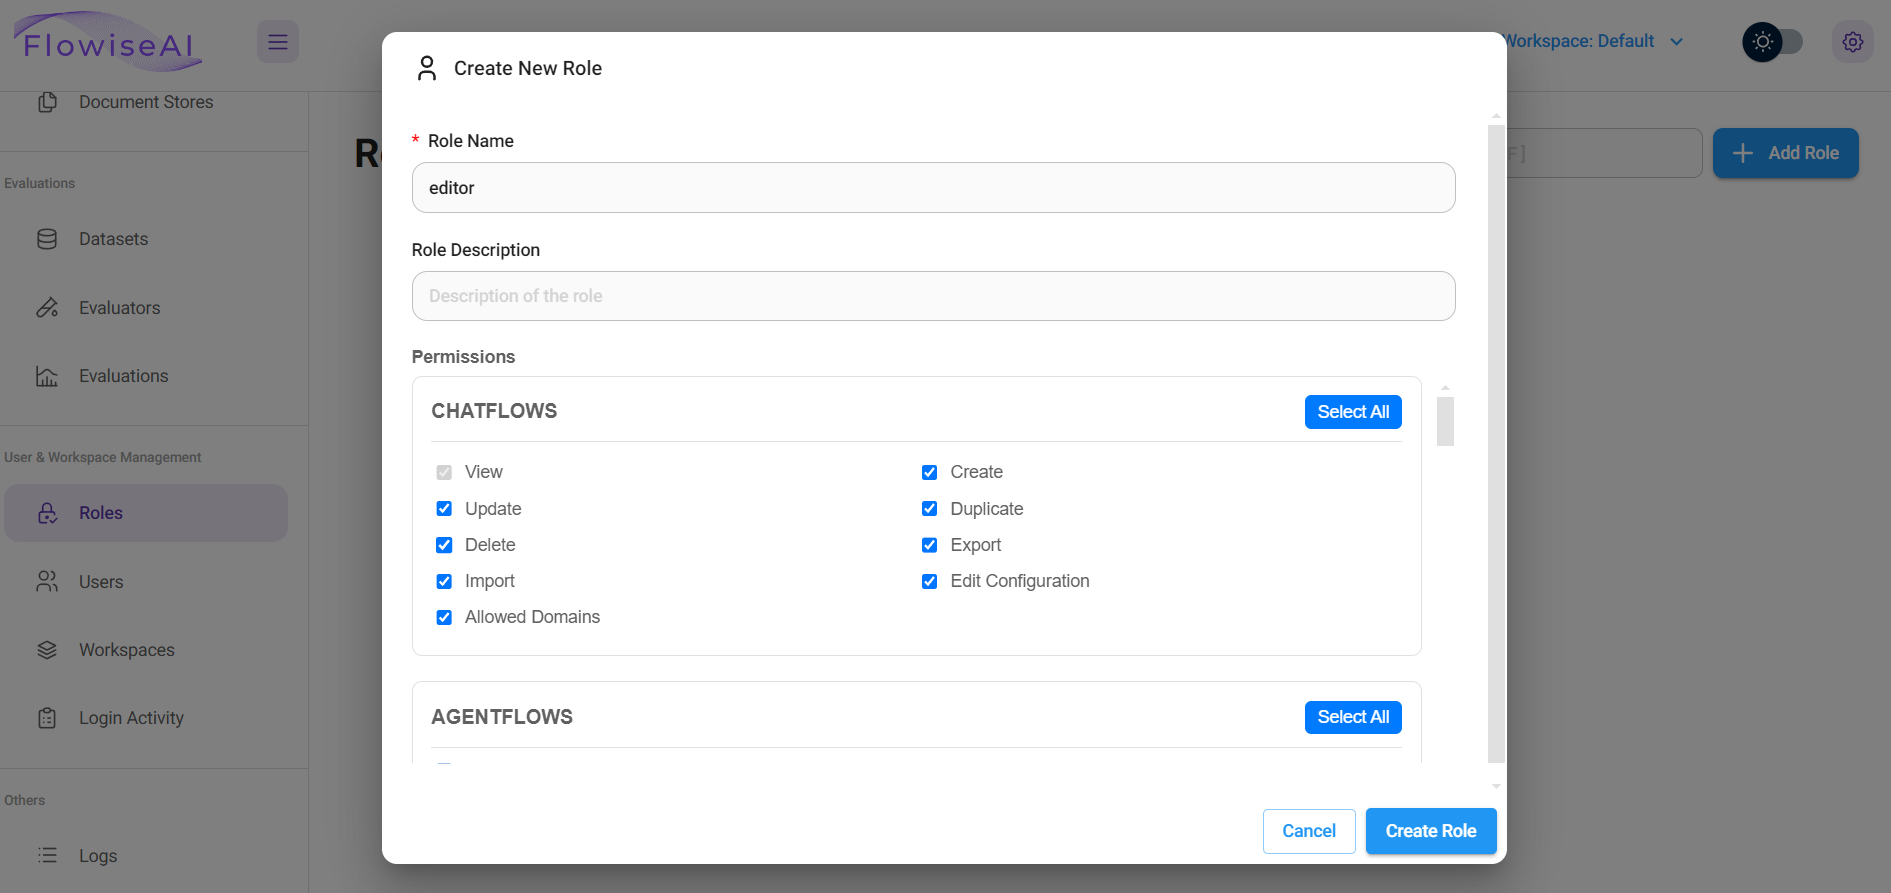 FlowiseAI
Workspace: Default
Document Stores
Evaluations
Datasets
Evaluators
Evaluations
User & Workspace Management
Roles
Users
Workspaces
Login Activity
Others
Logs
F ]
Add Role
Create New Role
* Role Name
editor
Role Description
Description of the role
Permissions
CHATFLOWS
Select All
View
Create
Update
Duplicate
Delete
Export
Import
Edit Configuration
Allowed Domains
AGENTFLOWS
Select All
Cancel
Create Role